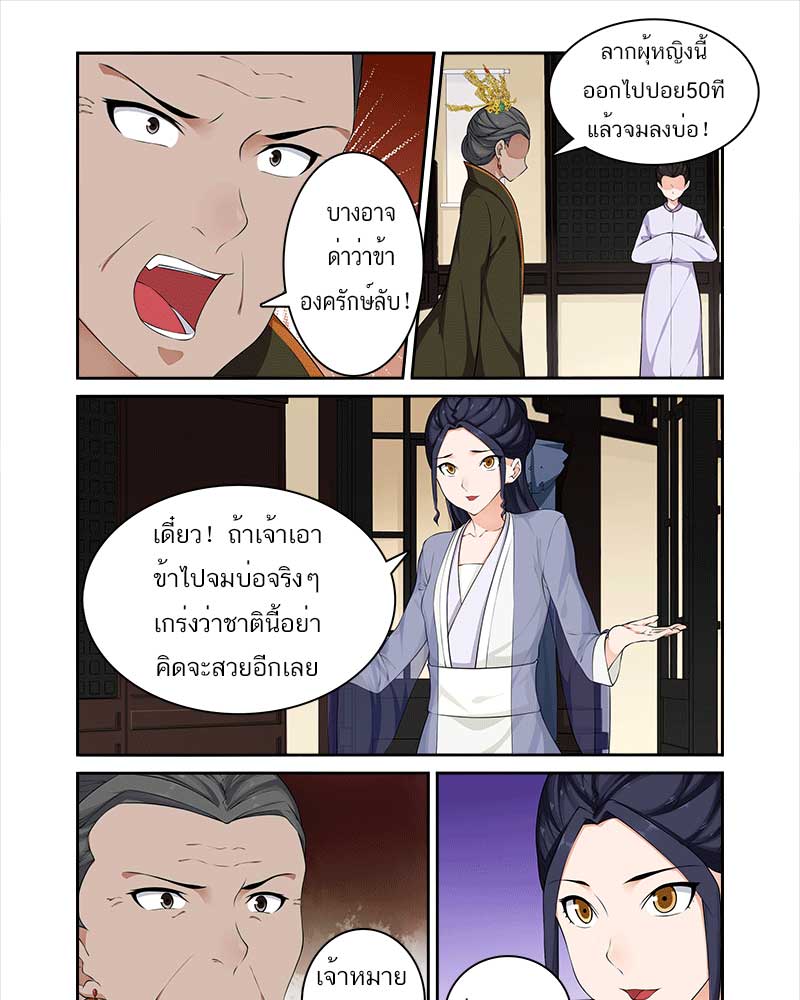 บางอาจ
ด่าว่าข้า
องครักษ์ลับ!
ลากผุ้หญิงนี้
ออกไปปอย50ที
แล้วจมลงบ่อ!
เดี๋ยว! ถ้าเจ้าเอา
ข้าไปจมบ่อจริงๆ
เกร่งว่าชาตินี้อย่า
คิดจะสวยอีกเลย
เจ้าหมาย